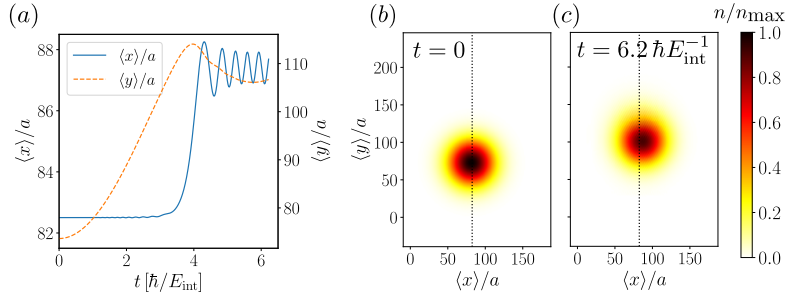 (a)
⟨x⟩/a
88
86
84
82
⟨x⟩/a
⟨y⟩/a
110
100
90
80
⟨y⟩/a
0 2 4 6
t [ħ/E_int]
(b)
⟨y⟩/a
200
150
100
50
0
t = 0
0 50 100 150
⟨x⟩/a
(c)
t = 6.2 ħE_int^{-1}
0 50 100 150
⟨x⟩/a
n/n_max
1.0
0.8
0.6
0.4
0.2
0.0